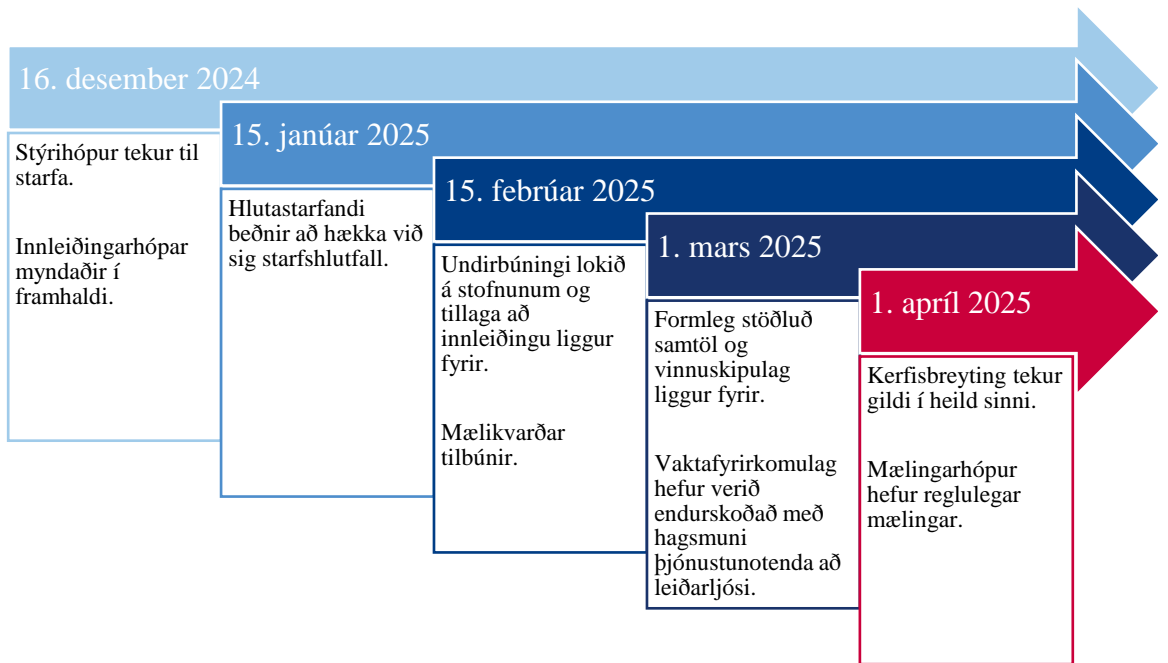 16. desember 2024
Stýrihópur tekur til
starfa.
Innleiðingarhópar
myndaðir í
framhaldi.
15. janúar 2025
Hlutastarfandi
beðnir að hækka við
sig starfshlutfall.
15. febrúar 2025
Undirbúningi lokið
á stofnunum og
tillaga að
innleiðingu liggur
fyrir.
Mælikvarðar
tilbúnir.
1. mars 2025
Formleg stöðluð
samtöl og
vinnuskipulag
liggur fyrir.
Vaktafyrirkomulag
hefur verið
endurskoðað með
hagsmuni
þjónustunotenda að
leiðarljósi.
1. apríl 2025
Kerfisbreyting tekur
gildi í heild sinni.
Mælingarhópur
hefur reglulegar
mælingar.